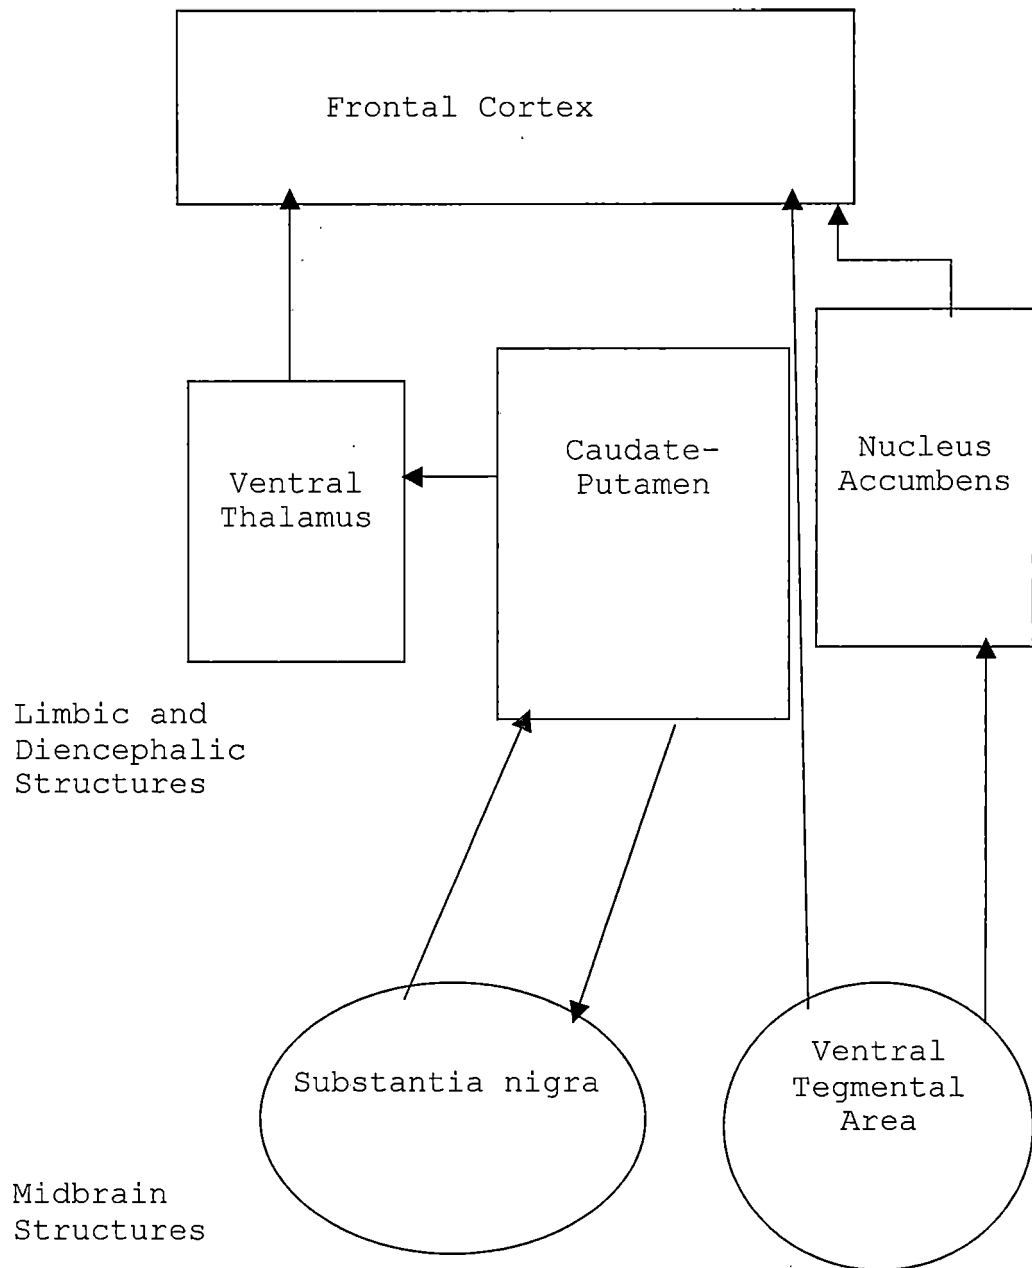 Frontal Cortex
Caudate-
Putamen
Nucleus
Accumbens
Ventral
Thalamus
Limbic and
Diencephalic
Structures
Substantia nigra
Ventral
Tegmental
Area
Midbrain
Structures